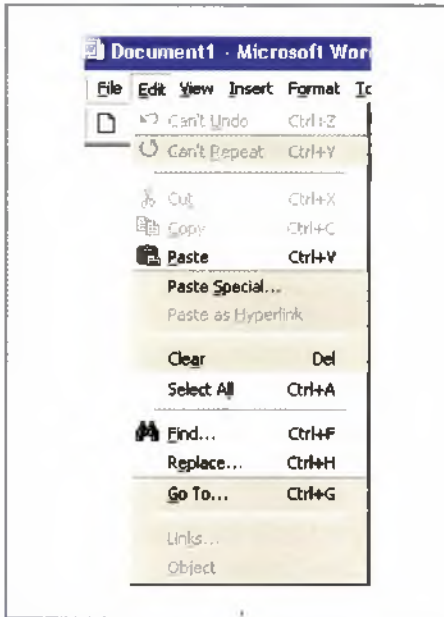 Document1 - Microsoft Wor
File Edit View Insert Format To
Can't Undo Ctrl+Z
Can't Repeat Ctrl+Y
Cut Ctrl+X
Copy Ctrl+C
Paste Ctrl+V
Paste Special...
Paste as Hyperlink
Clear Del
Select All Ctrl+A
Find... Ctrl+F
Replace... Ctrl+H
Go To... Ctrl+G
Links...
Object